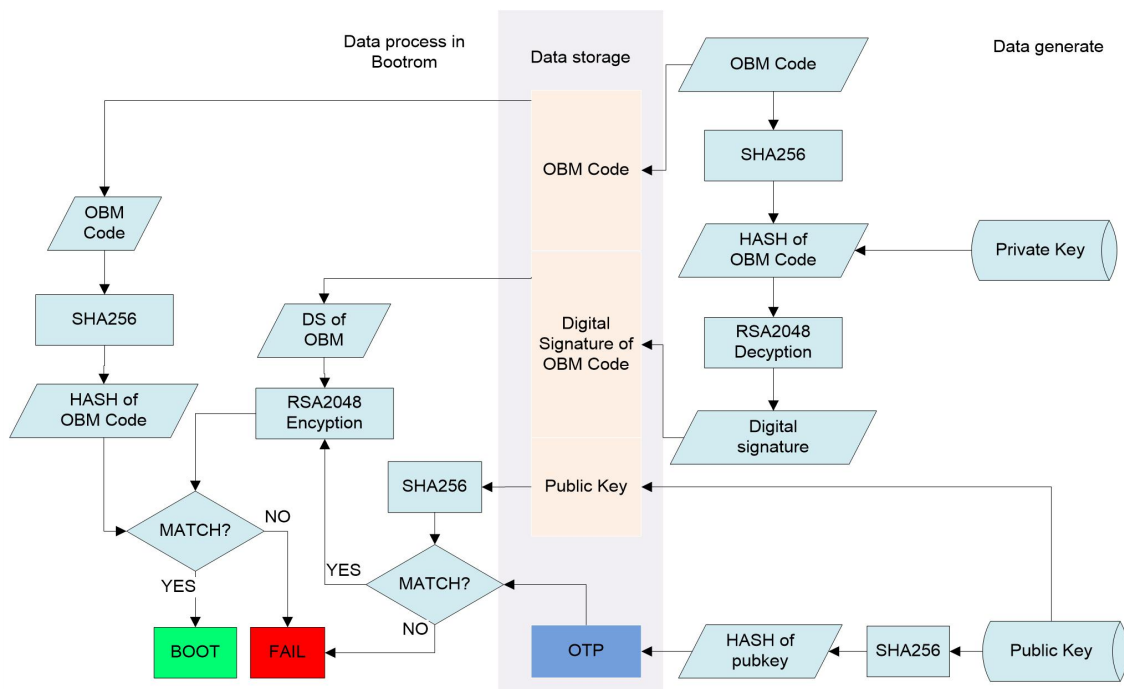 Data process in
Bootrom
Data storage
Data generate
OBM Code
SHA256
OBM Code
OBM
Code
HASH of
OBM Code
Private Key
SHA256
DS of
OBM
Digital
Signature of
OBM Code
RSA2048
Decyption
HASH of
OBM Code
RSA2048
Encyption
Digital
signature
SHA256
Public Key
MATCH?
NO
YES
MATCH?
YES
NO
BOOT
FAIL
OTP
HASH of
pubkey
SHA256
Public Key